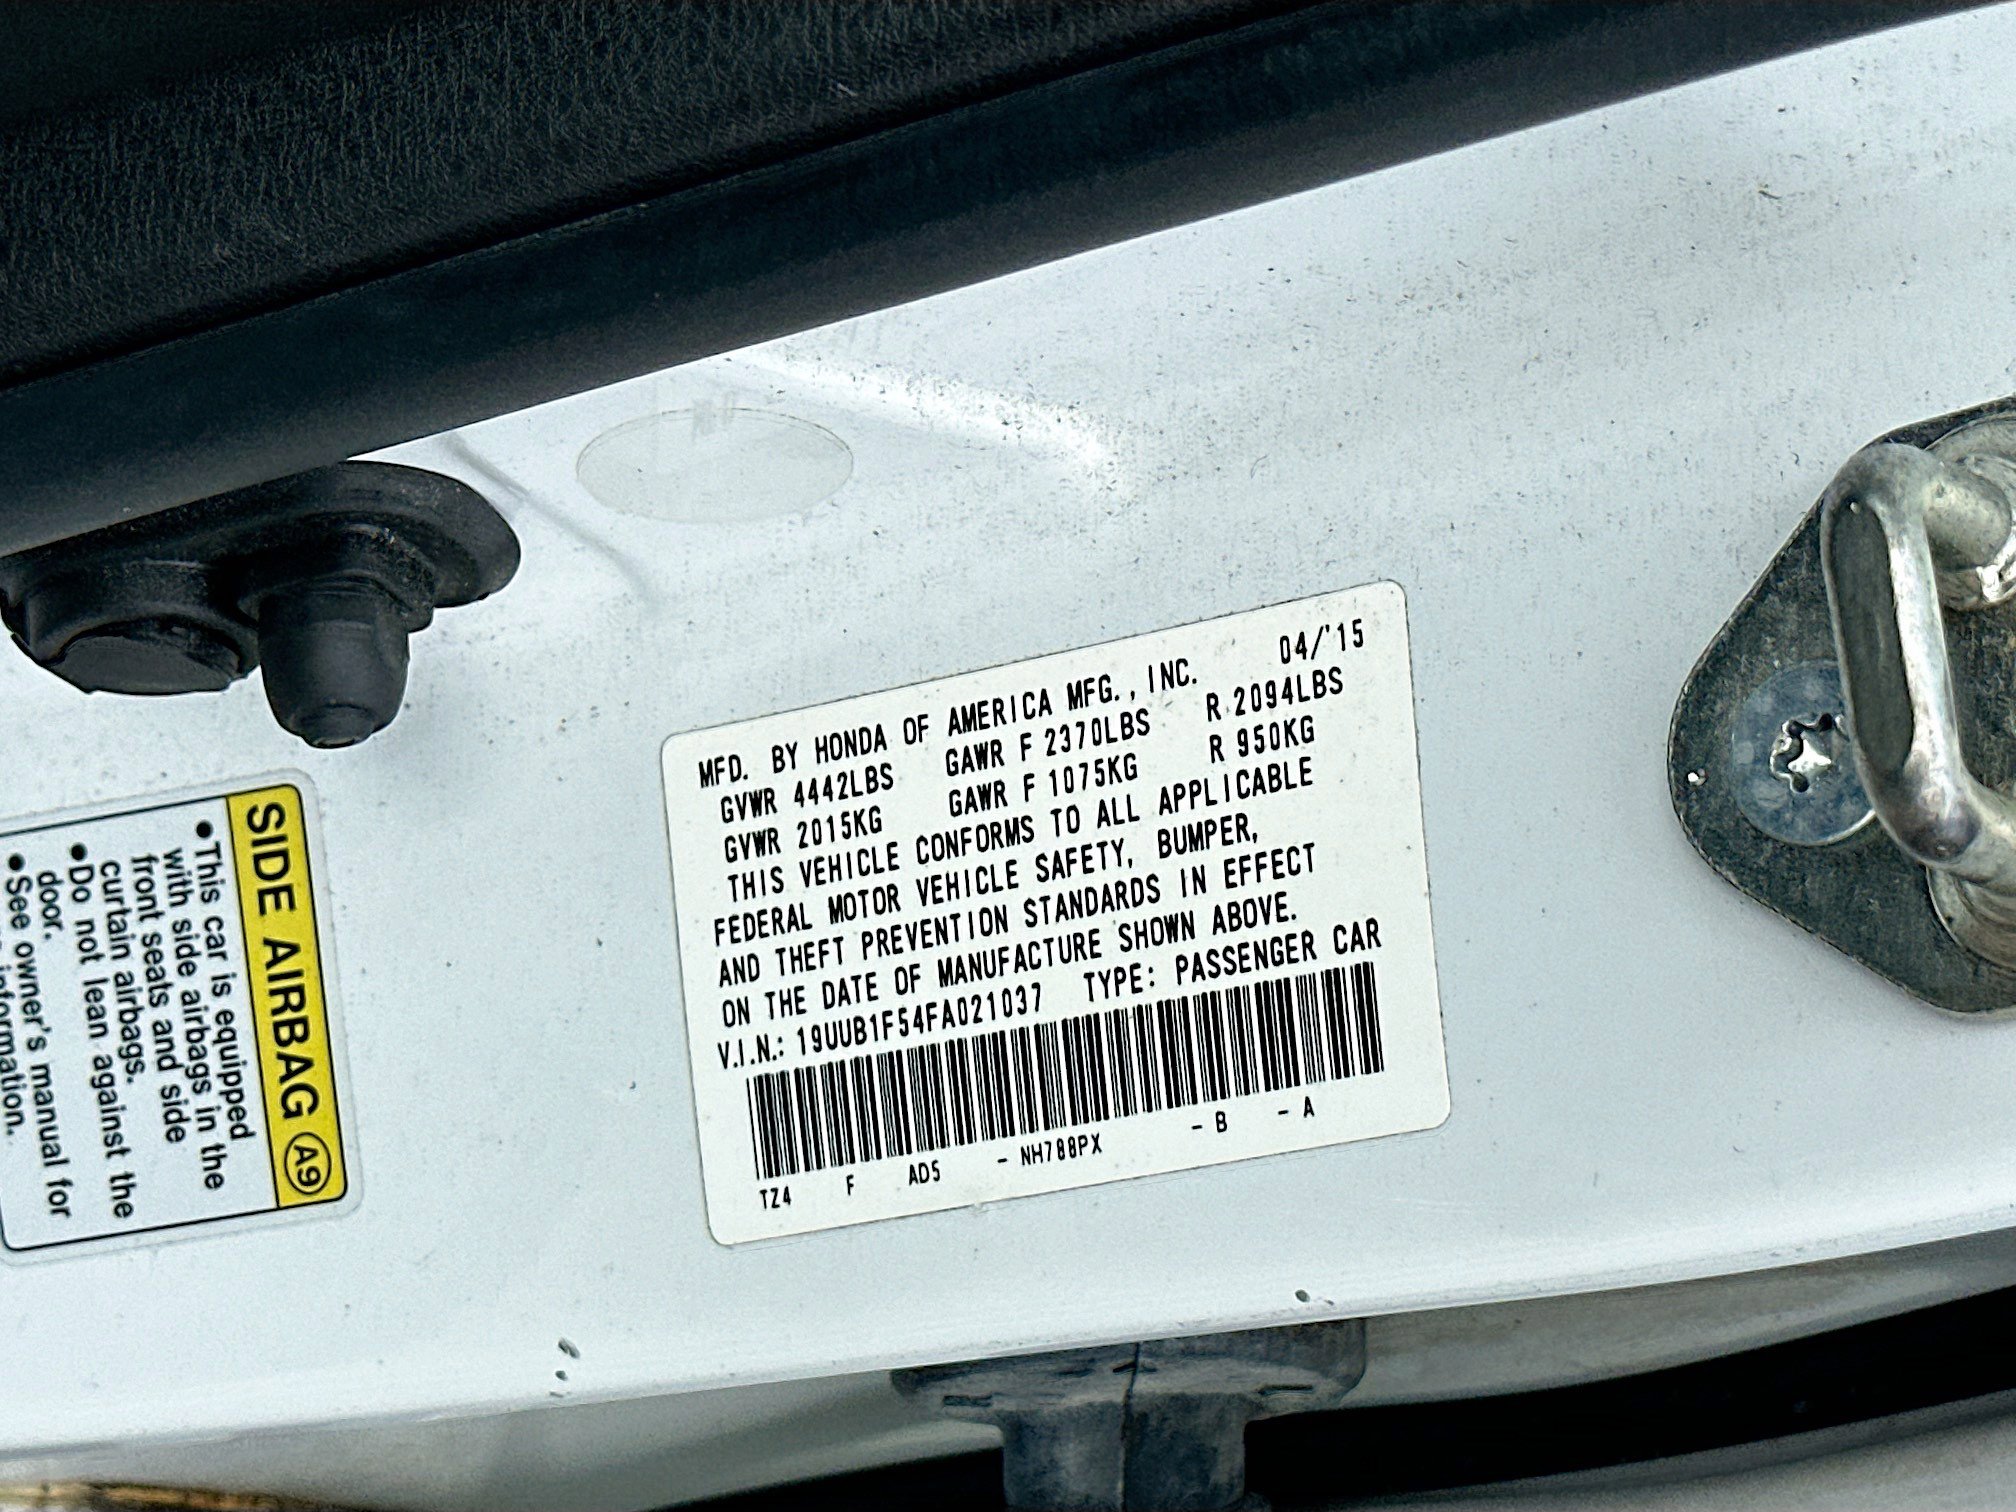 MFD. BY HONDA OF AMERICA MFG., INC. 04/'15
GVWR 4442LBS GAWR F 2370LBS R 2094LBS
GVWR 2015KG GAWR F 1075KG R 950KG
THIS VEHICLE CONFORMS TO ALL APPLICABLE
FEDERAL MOTOR VEHICLE SAFETY, BUMPER,
AND THEFT PREVENTION STANDARDS IN EFFECT
ON THE DATE OF MANUFACTURE SHOWN ABOVE.
V.I.N.: 19UUB1F54FA021037 TYPE: PASSENGER CAR
TZ4 F AD5 - NH788PX - B - A
SIDE AIRBAG A9
•This car is equipped
with side airbags in the
front seats and side
curtain airbags.
•Do not lean against the
door.
•See owner's manual for
information.